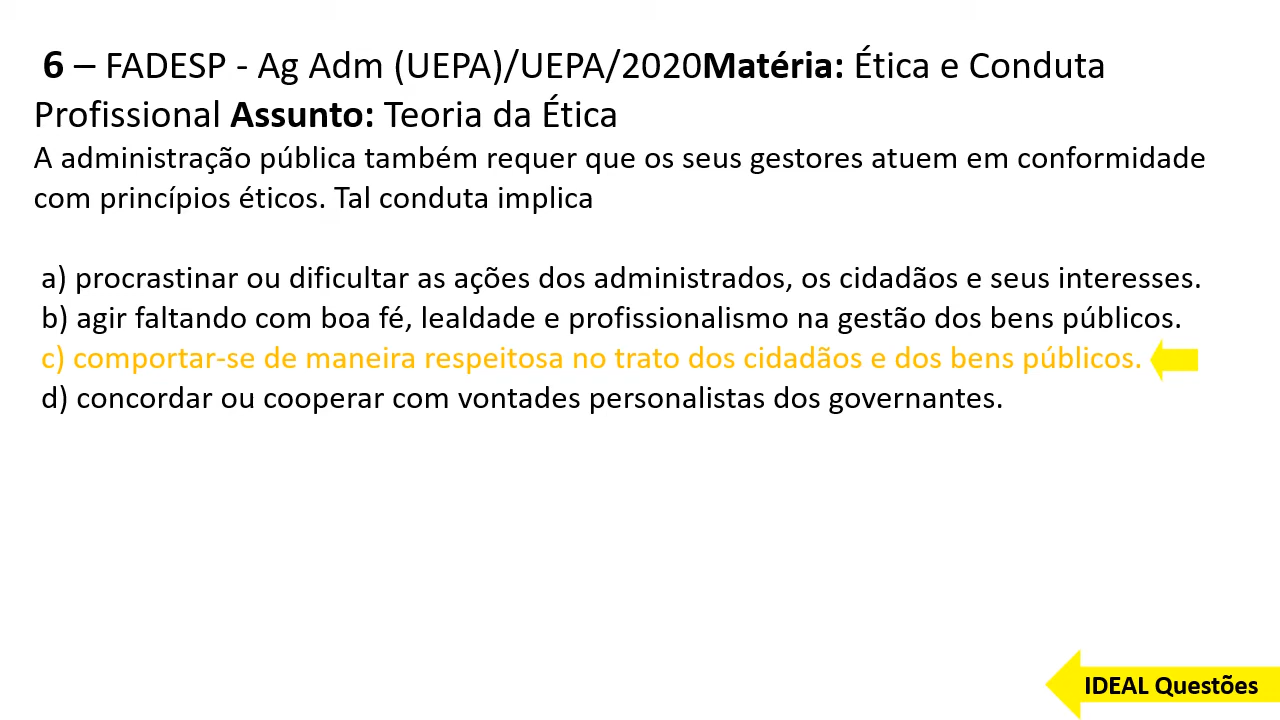 6 – FADESP - Ag Adm (UEPA)/UEPA/2020Matéria: Ética e Conduta
Profissional Assunto: Teoria da Ética
A administração pública também requer que os seus gestores atuem em conformidade
com princípios éticos. Tal conduta implica
a) procrastinar ou dificultar as ações dos administrados, os cidadãos e seus interesses.
b) agir faltando com boa fé, lealdade e profissionalismo na gestão dos bens públicos.
c) comportar-se de maneira respeitosa no trato dos cidadãos e dos bens públicos.
d) concordar ou cooperar com vontades personalistas dos governantes.
IDEAL Questões